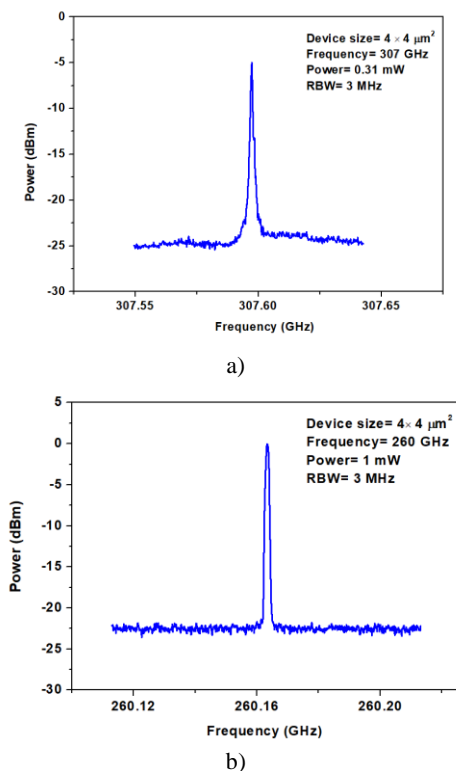 0
-5
-10
-15
-20
-25
-30
Power (dBm)
Device size= 4 × 4 μm²
Frequency= 307 GHz
Power= 0.31 mW
RBW= 3 MHz
307.55 307.60 307.65
Frequency (GHz)
a)
5
0
-5
-10
-15
-20
-25
-30
Power (dBm)
Device size= 4× 4 μm²
Frequency= 260 GHz
Power= 1 mW
RBW= 3 MHz
260.12 260.16 260.20
Frequency (GHz)
b)